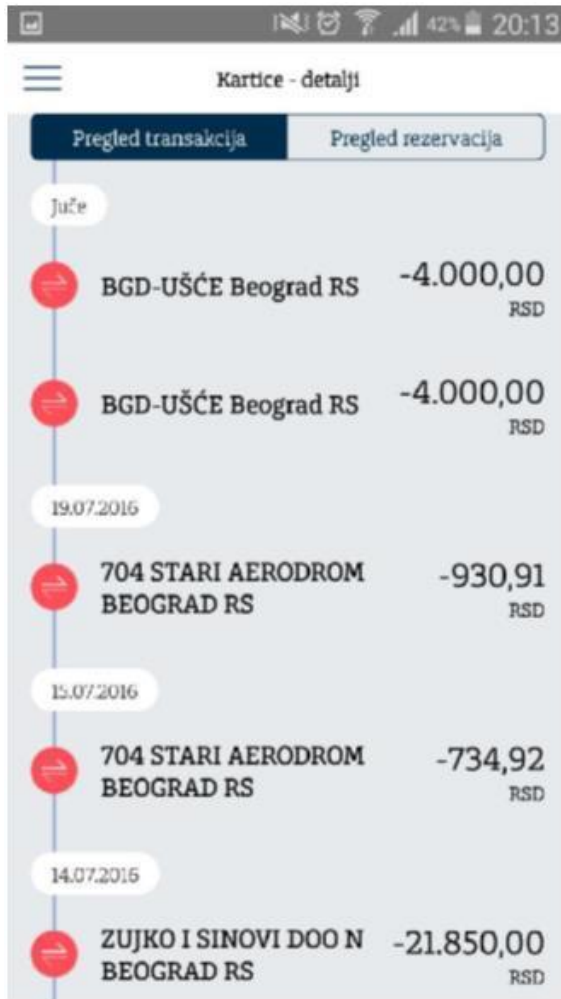 42% 20:13
Kartice - detalji
Pregled transakcija Pregled rezervacija
Juče
BGD-UŠĆE Beograd RS -4.000,00
RSD
BGD-UŠĆE Beograd RS -4.000,00
RSD
19.07.2016
704 STARI AERODROM -930,91
BEOGRAD RS RSD
15.07.2016
704 STARI AERODROM -734,92
BEOGRAD RS RSD
14.07.2016
ZUJKO I SINOVI DOO N -21.850,00
BEOGRAD RS RSD